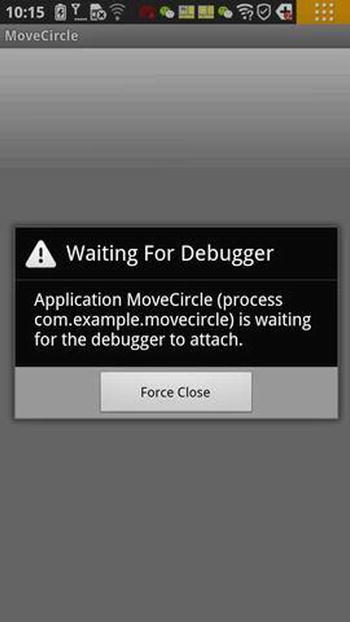 10:15
MoveCircle
Waiting For Debugger
Application MoveCircle (process
com.example.movecircle) is waiting
for the debugger to attach.
Force Close